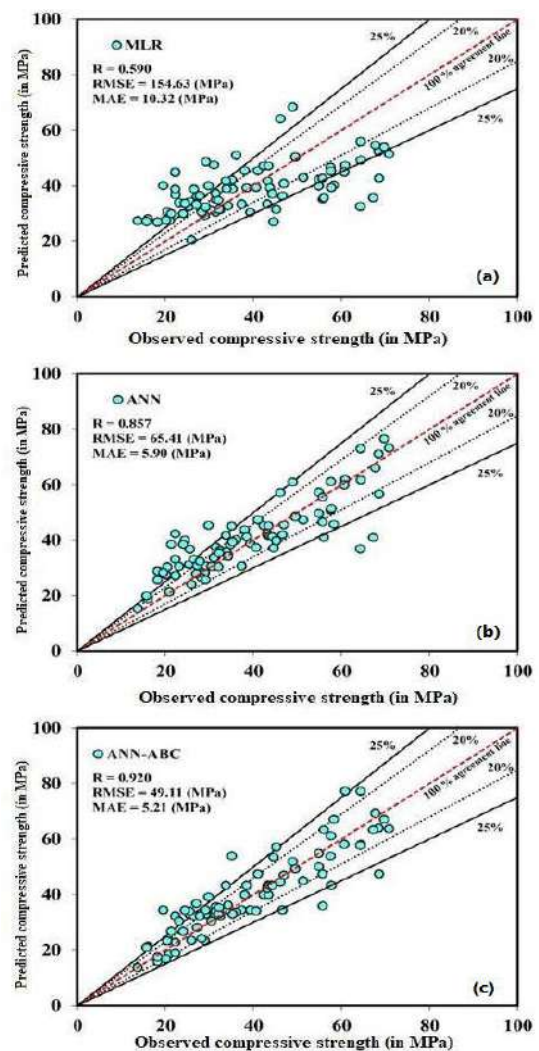 100
25%
20%
MLR
R = 0.590
RMSE = 154.63 (MPa)
MAE = 10.32 (MPa)
100 % agreement line
20%
25%
80
60
40
20
0
Predicted compressive strength (in MPa)
(a)
0 20 40 60 80 100
Observed compressive strength (in MPa)
100
25%
20%
ANN
R = 0.857
RMSE = 65.41 (MPa)
MAE = 5.90 (MPa)
100 % agreement line
20%
25%
80
60
40
20
0
Predicted compressive strength (in MPa)
(b)
0 20 40 60 80 100
Observed compressive strength (in MPa)
100
25%
20%
ANN-ABC
R = 0.920
RMSE = 49.11 (MPa)
MAE = 5.21 (MPa)
100 % agreement line
20%
25%
80
60
40
20
0
Predicted compressive strength (in MPa)
(c)
0 20 40 60 80 100
Observed compressive strength (in MPa)